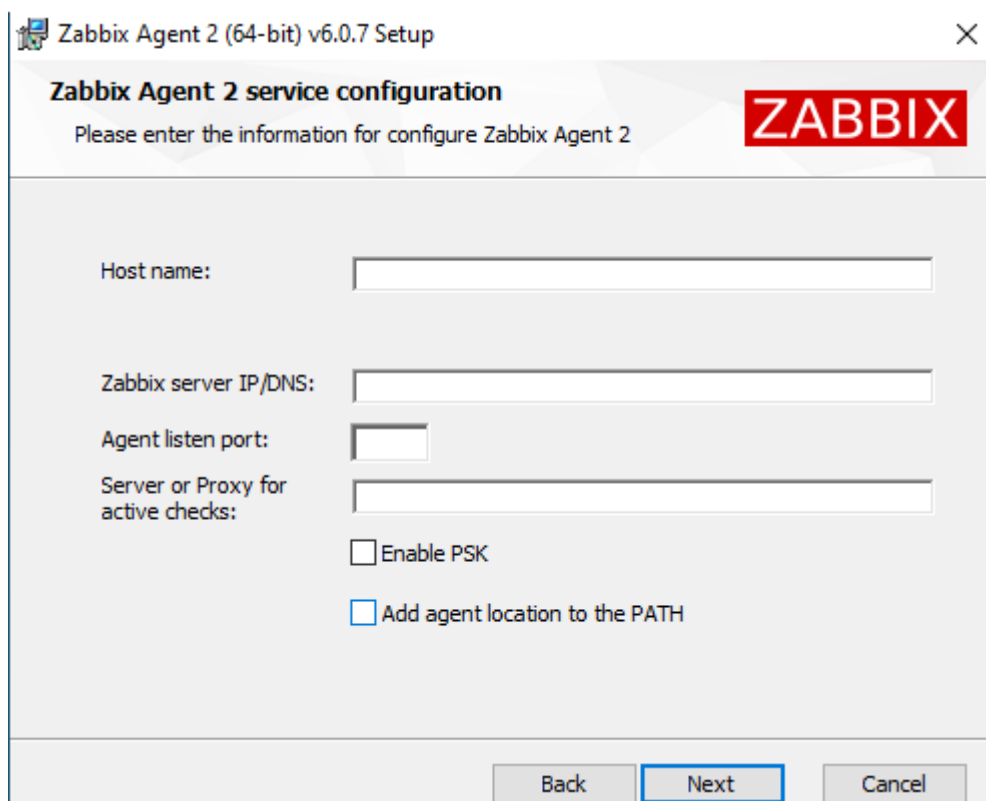 Zabbix Agent 2 (64-bit) v6.0.7 Setup
Zabbix Agent 2 service configuration
Please enter the information for configure Zabbix Agent 2
ZABBIX
Host name:
Zabbix server IP/DNS:
Agent listen port:
Server or Proxy for
active checks:
Enable PSK
Add agent location to the PATH
Back
Next
Cancel